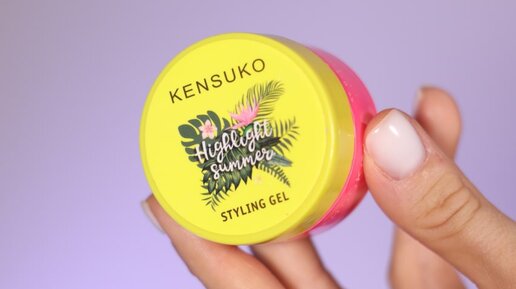 KENSUKO
Highlight
summer
STYLING GEL